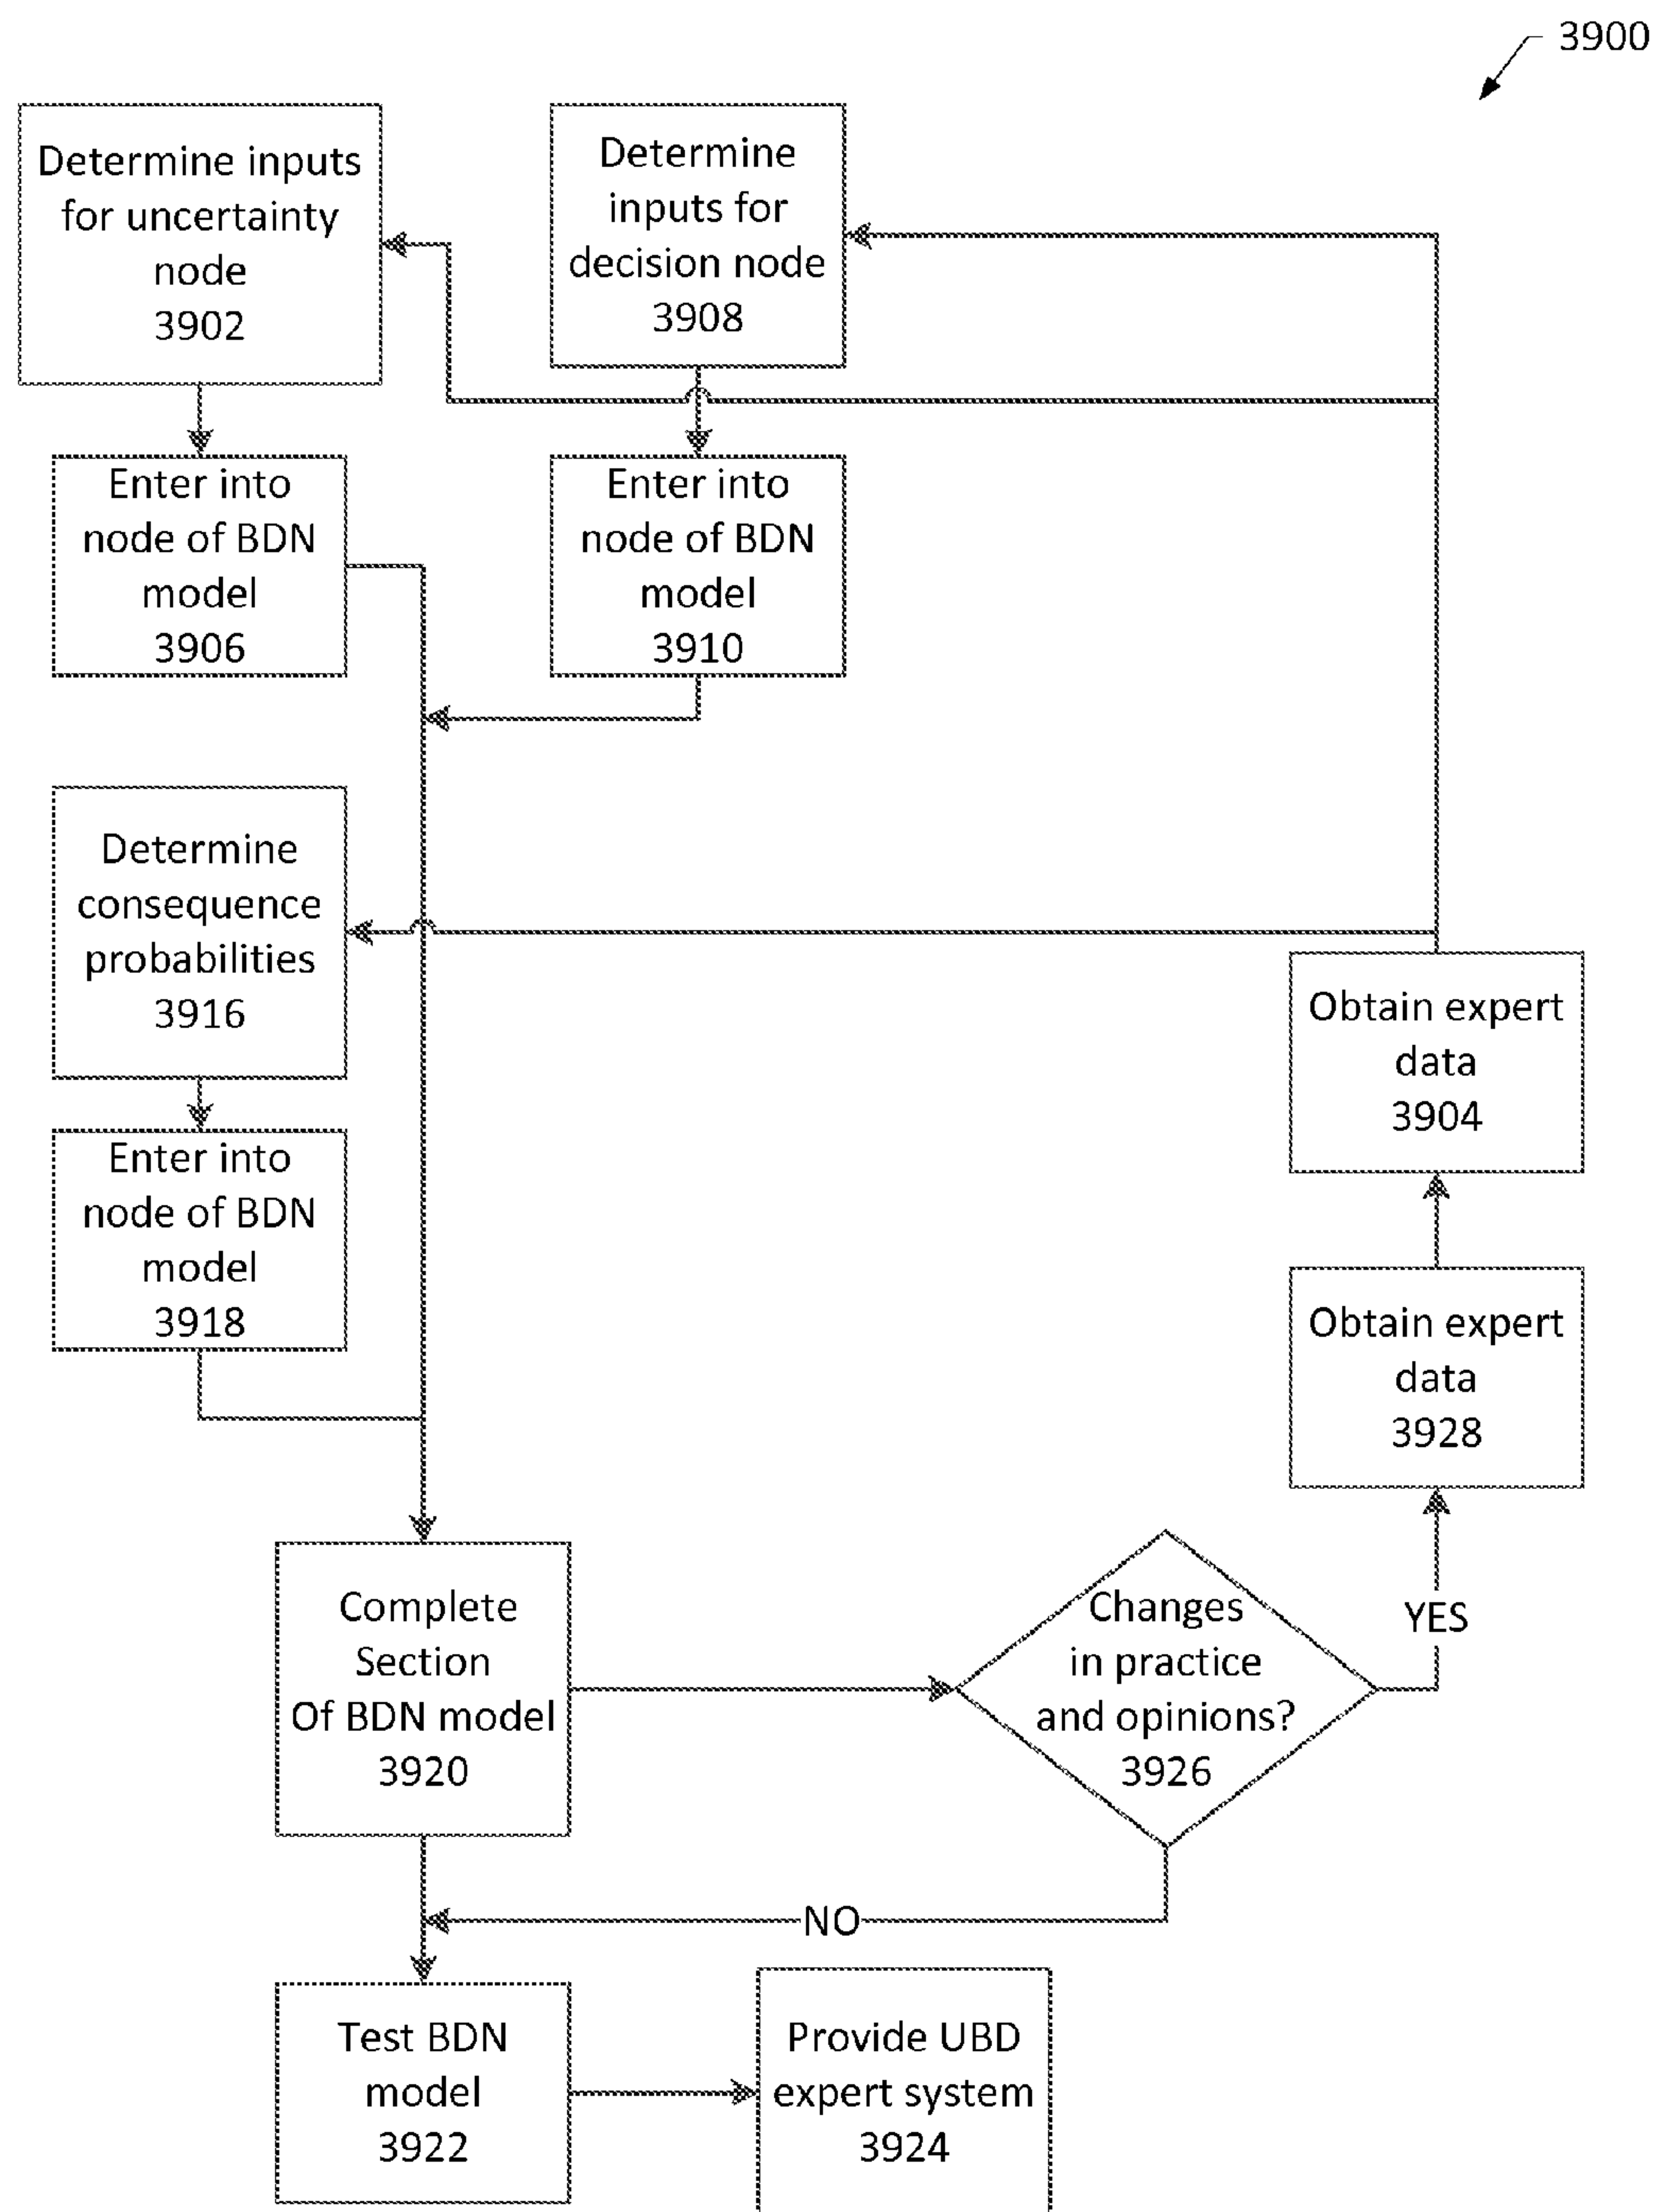 3900
Determine inputs
for uncertainty
node
3902
Determine
inputs for
decision node
3908
Enter into
node of BDN
model
3906
Enter into
node of BDN
model
3910
Determine
consequence
probabilities
3916
Obtain expert
data
3904
Enter into
node of BDN
model
3918
Obtain expert
data
3928
Complete
Section
Of BDN model
3920
Changes
in practice
and opinions?
3926
YES
NO
Test BDN
model
3922
Provide UBD
expert system
3924